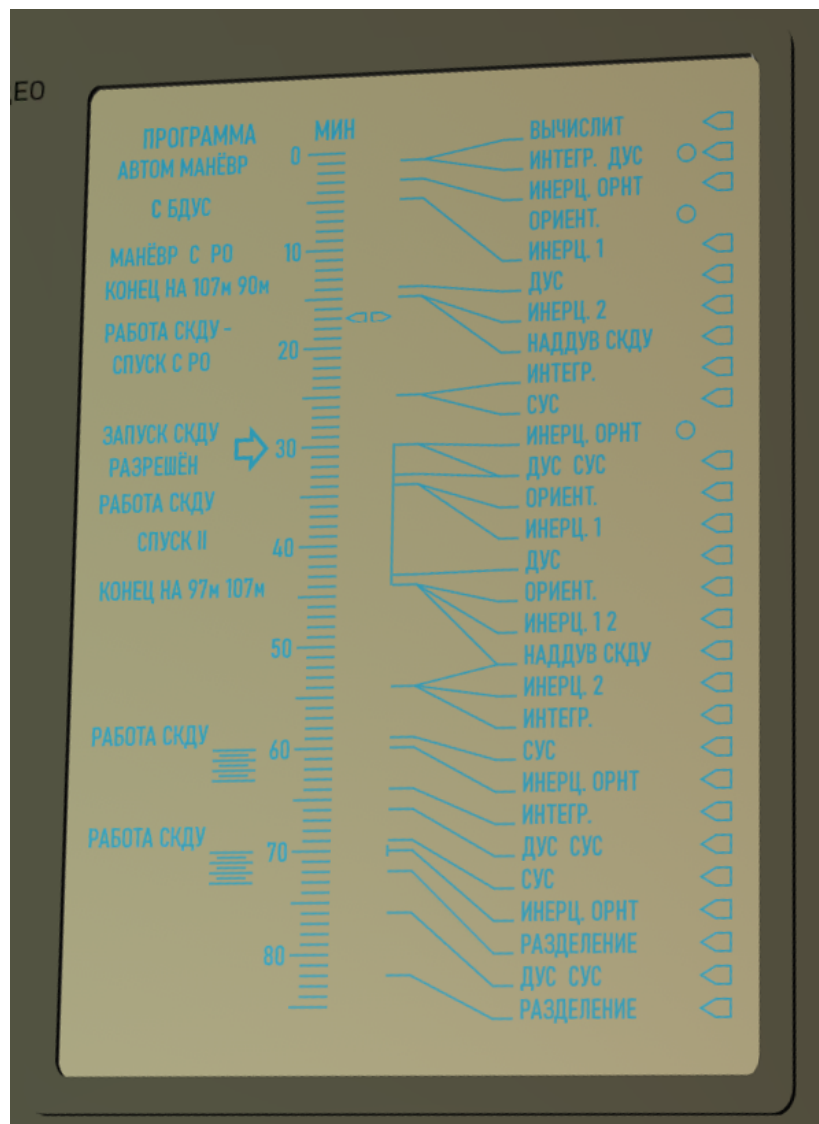 ЕО
ПРОГРАММА
АВТОМ МАНЁВР
С БДУС
МАНЁВР С РО
КОНЕЦ НА 107м 90м
РАБОТА СКДУ -
СПУСК С РО
ЗАПУСК СКДУ
РАЗРЕШЁН
РАБОТА СКДУ
СПУСК II
КОНЕЦ НА 97м 107м
РАБОТА СКДУ
РАБОТА СКДУ
МИН
0
10
20
30
40
50
60
70
80
ВЫЧИСЛИТ
ИНТЕГР. ДУС
ИНЕРЦ. ОРНТ
ОРИЕНТ.
ИНЕРЦ. 1
ДУС
ИНЕРЦ. 2
НАДДУВ СКДУ
ИНТЕГР.
СУС
ИНЕРЦ. ОРНТ
ДУС СУС
ОРИЕНТ.
ИНЕРЦ. 1
ДУС
ОРИЕНТ.
ИНЕРЦ. 1 2
НАДДУВ СКДУ
ИНЕРЦ. 2
ИНТЕГР.
СУС
ИНЕРЦ. ОРНТ
ИНТЕГР.
ДУС СУС
СУС
ИНЕРЦ. ОРНТ
РАЗДЕЛЕНИЕ
ДУС СУС
РАЗДЕЛЕНИЕ